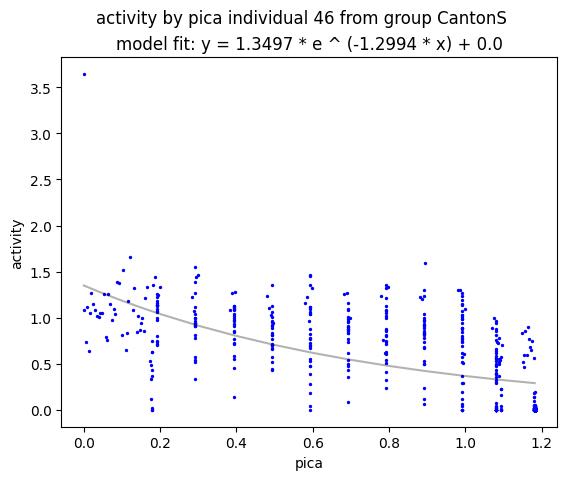 activity by pica individual 46 from group CantonS
model fit: y = 1.3497 * e ^ (-1.2994 * x) + 0.0
3.5
3.0
2.5
2.0
1.5
1.0
0.5
0.0
activity
0.0 0.2 0.4 0.6 0.8 1.0 1.2
pica